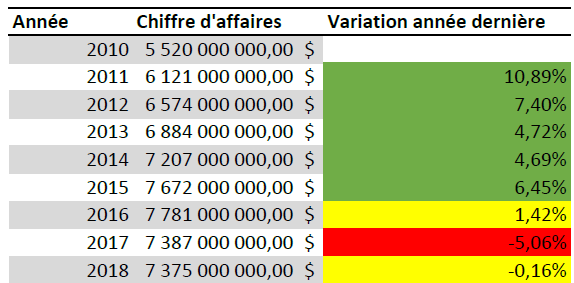 Année Chiffre d'affaires Variation année dernière
2010 5 520 000 000,00 $
2011 6 121 000 000,00 $ 10,89%
2012 6 574 000 000,00 $ 7,40%
2013 6 884 000 000,00 $ 4,72%
2014 7 207 000 000,00 $ 4,69%
2015 7 672 000 000,00 $ 6,45%
2016 7 781 000 000,00 $ 1,42%
2017 7 387 000 000,00 $ -5,06%
2018 7 375 000 000,00 $ -0,16%